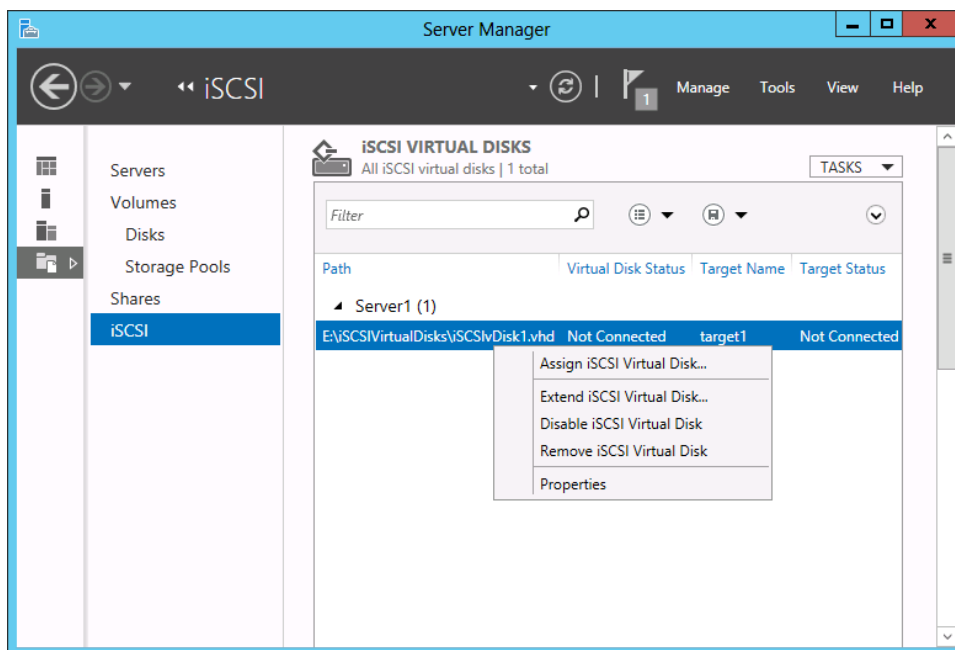 Server Manager
iSCSI
1
Manage Tools View Help
Servers
Volumes
Disks
Storage Pools
Shares
iSCSI
iSCSI VIRTUAL DISKS
All iSCSI virtual disks | 1 total
TASKS
Filter
Path Virtual Disk Status Target Name Target Status
Server1 (1)
E:\iSCSIVirtualDisks\iSCSIvDisk1.vhd Not Connected target1 Not Connected
Assign iSCSI Virtual Disk...
Extend iSCSI Virtual Disk...
Disable iSCSI Virtual Disk
Remove iSCSI Virtual Disk
Properties